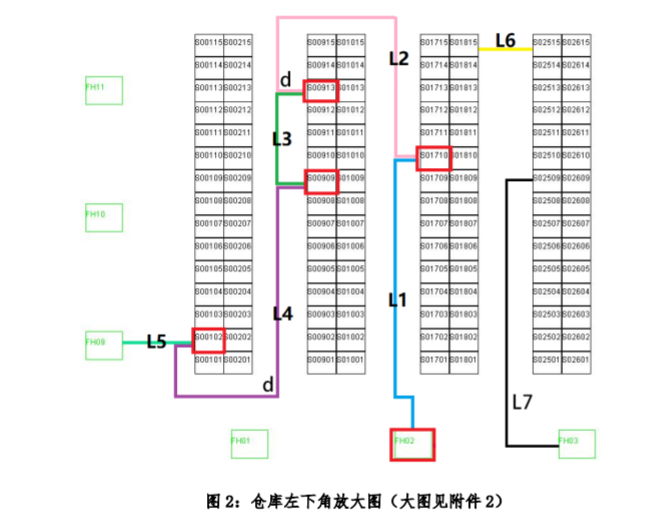 L6
S00115 S00215 S00915 S01015 S01715 S01815 S02515 S02615
L2
S00114 S00214 S00914 S01014 S01714 S01814 S02514 S02614
d
FH11 S00113 S00213 S00913 S01013 S01713 S01813 S02513 S02613
S00112 S00212 S00912 S01012 S01712 S01812 S02512 S02612
L3
S00111 S00211 S00911 S01011 S01711 S01811 S02511 S02611
S00110 S00210 S00910 S01010 S01710 S01810 S02510 S02610
S00109 S00209 S00909 S01009 S01709 S01809 S02509 S02609
S00108 S00208 S00908 S01008 S01708 S01808 S02508 S02608
FH10
S00107 S00207 S00907 S01007 S01707 S01807 S02507 S02607
S00106 S00206 S00906 S01006 S01706 S01806 S02506 S02606
S00105 S00205 S00905 S01005 S01705 S01805 S02505 S02605
S00104 S00204 S00904 S01004 S01704 S01804 S02504 S02604
L1
S00103 S00203 L4 S00903 S01003 S01703 S01803 S02503 S02603
FH09 L5 S00102 S00202 S00902 S01002 S01702 S01802 S02502 S02602
S00101 S00201 S00901 S01001 S01701 S01801 S02501 S02601
d
L7
FH01 FH02 FH03
图 2：仓库左下角放大图（大图见附件 2）